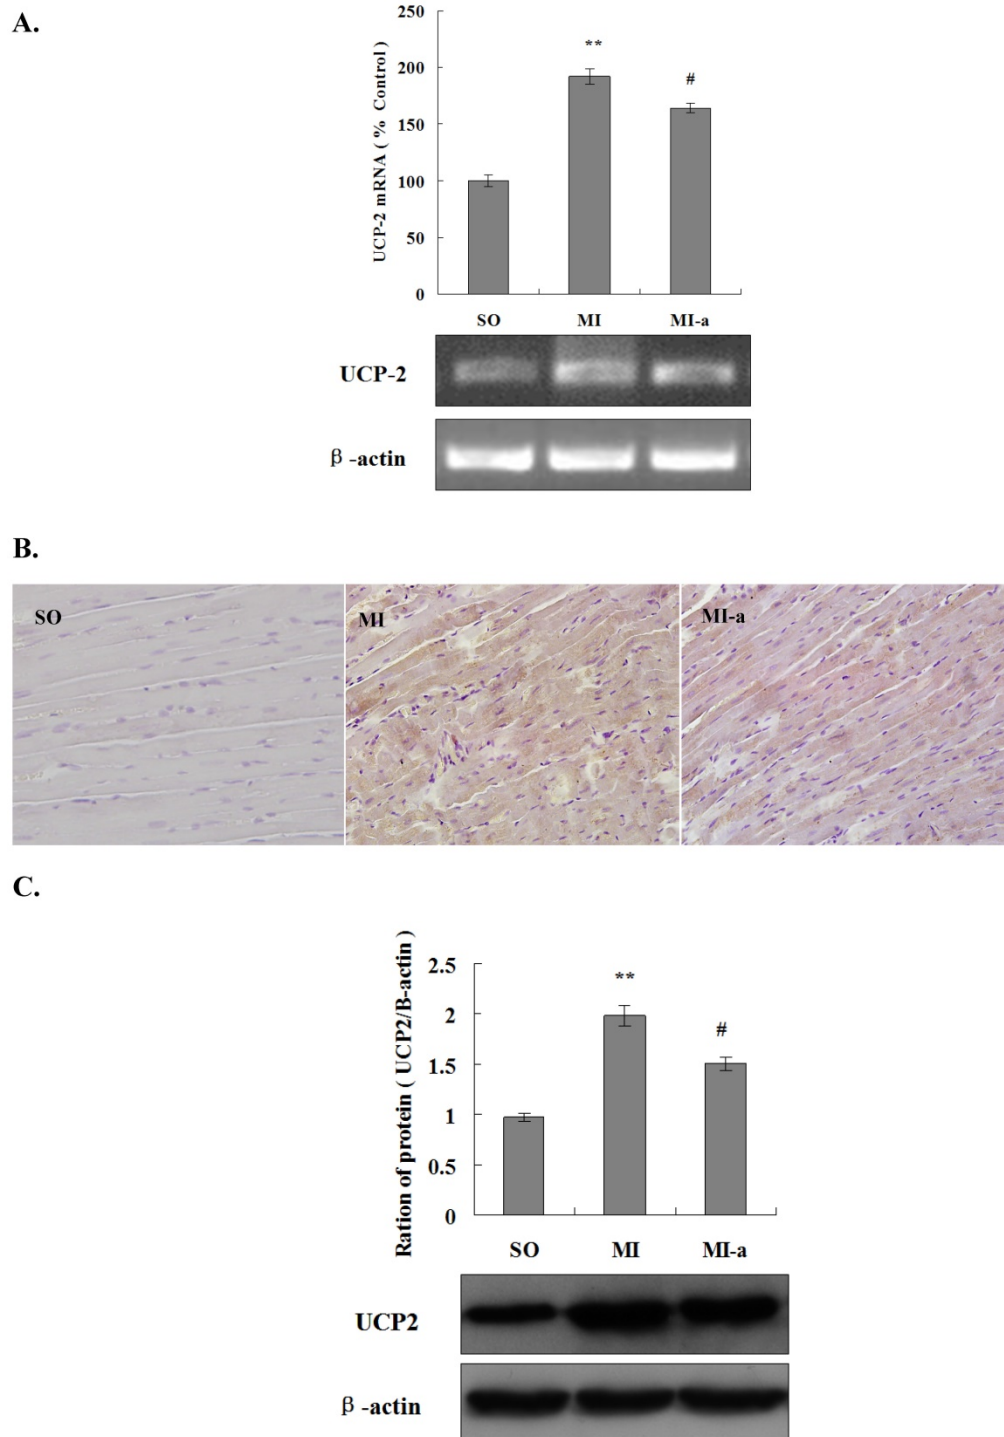 A.
UCP-2 mRNA ( % Control)
250
200
150
100
50
0
**
#
SO MI MI-a
UCP-2
β-actin
B.
SO MI MI-a
C.
Ration of protein ( UCP2/B-actin )
2.5
2
1.5
1
0.5
0
**
#
SO MI MI-a
UCP2
β-actin